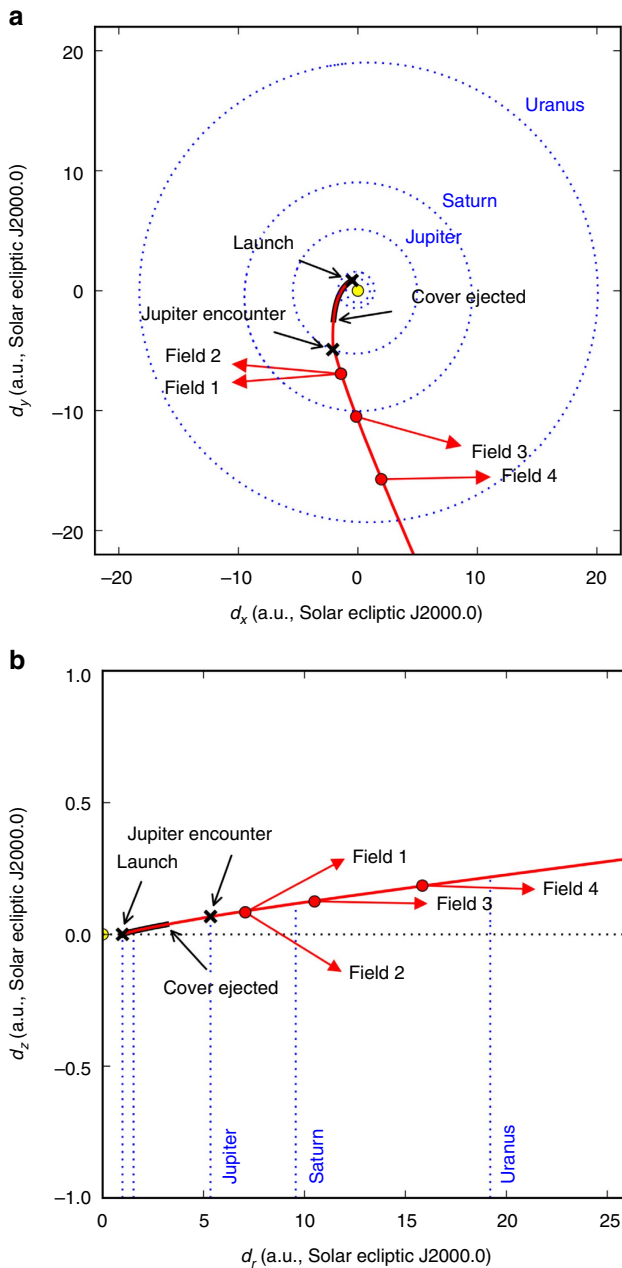 a
20
10
0
−10
−20
d_y (a.u., Solar ecliptic J2000.0)
Uranus
Saturn
Jupiter
Launch
Cover ejected
Jupiter encounter
Field 2
Field 1
Field 3
Field 4
−20
−10
0
10
20
d_x (a.u., Solar ecliptic J2000.0)
b
1.0
0.5
0.0
−0.5
−1.0
d_z (a.u., Solar ecliptic J2000.0)
Jupiter encounter
Launch
Field 1
Field 4
Field 3
Field 2
Cover ejected
Jupiter
Saturn
Uranus
0
5
10
15
20
25
d_r (a.u., Solar ecliptic J2000.0)